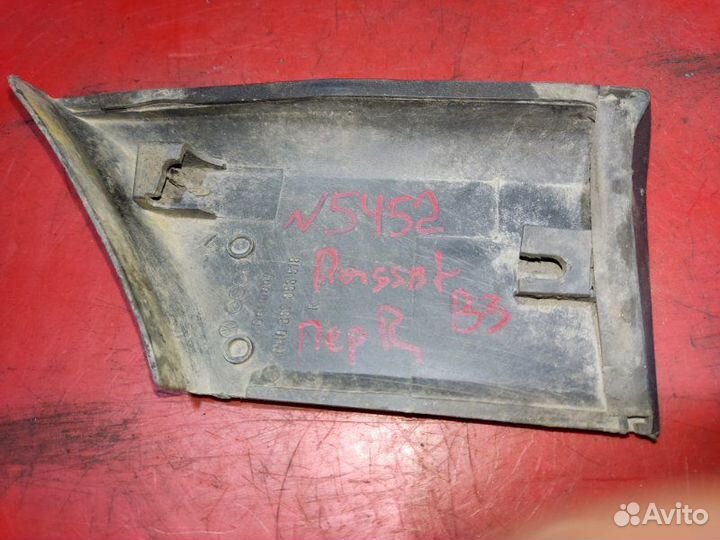 N5452
Passat
B3
пер R
Avito